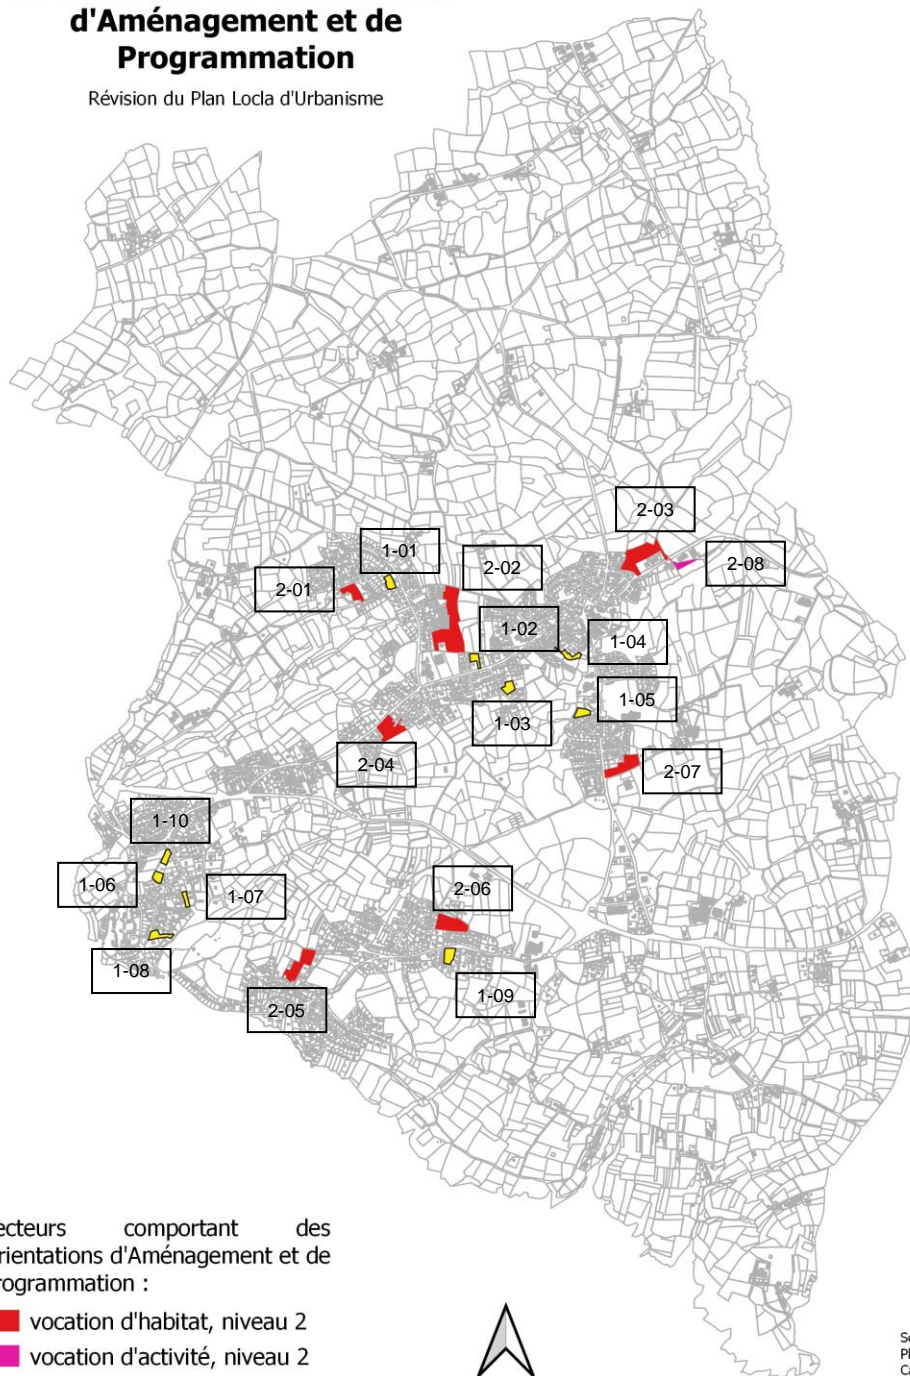 d'Aménagement et de
Programmation
Révision du Plan Locla d'Urbanisme
2-03
1-01
2-02
2-08
2-01
1-02
1-04
1-05
1-03
2-04
2-07
1-10
1-06
1-07
2-06
1-08
1-09
2-05
ecteurs comportant des
rientations d'Aménagement et de
rogrammation :
vocation d'habitat, niveau 2
vocation d'activité, niveau 2